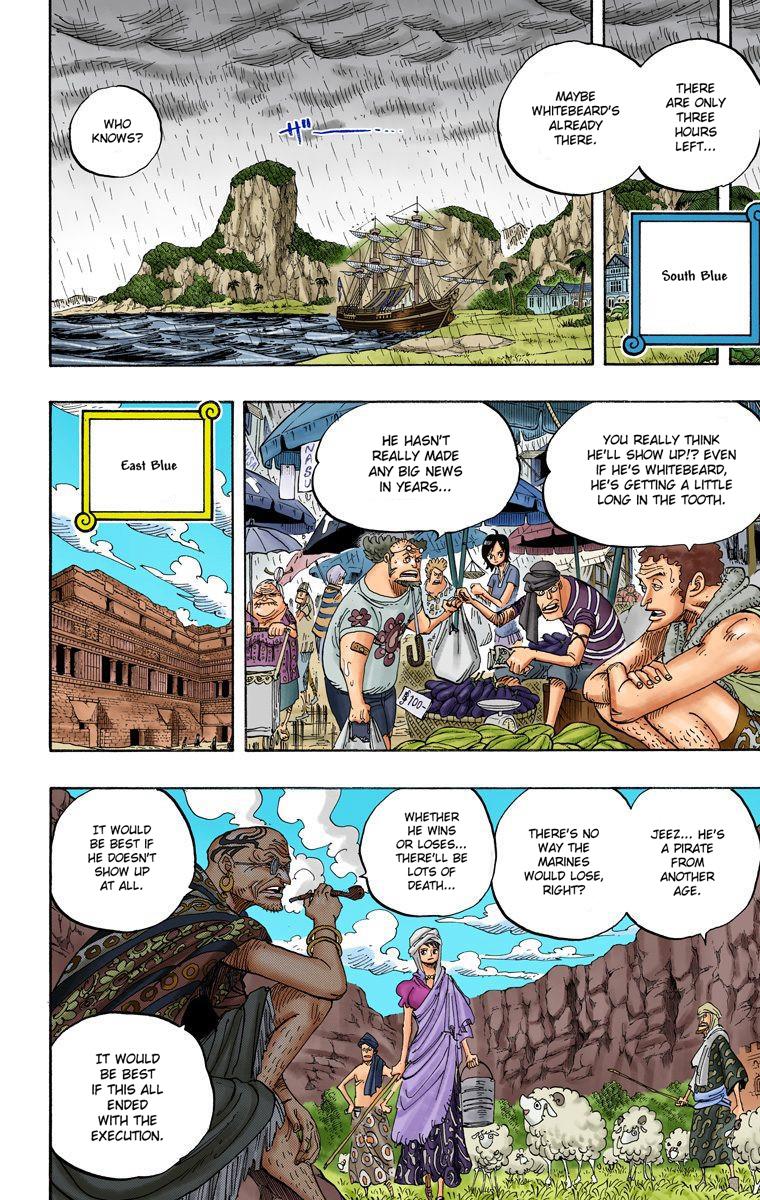 THERE
ARE ONLY
THREE
HOURS
LEFT...
MAYBE
WHITEBEARD'S
ALREADY
THERE.
ザー
WHO
KNOWS?
South Blue
YOU REALLY THINK
HE'LL SHOW UP!? EVEN
IF HE'S WHITEBEARD,
HE'S GETTING A LITTLE
LONG IN THE TOOTH.
HE HASN'T
REALLY MADE
ANY BIG NEWS
IN YEARS...
NASU
100-
East Blue
JEEZ... HE'S
A PIRATE
FROM
ANOTHER
AGE.
THERE'S NO
WAY THE
MARINES
WOULD LOSE,
RIGHT?
WHETHER
HE WINS
OR LOSES...
THERE'LL BE
LOTS OF
DEATH...
IT WOULD
BE BEST IF
HE DOESN'T
SHOW UP
AT ALL.
IT WOULD
BE BEST
IF THIS ALL
ENDED
WITH THE
EXECUTION.